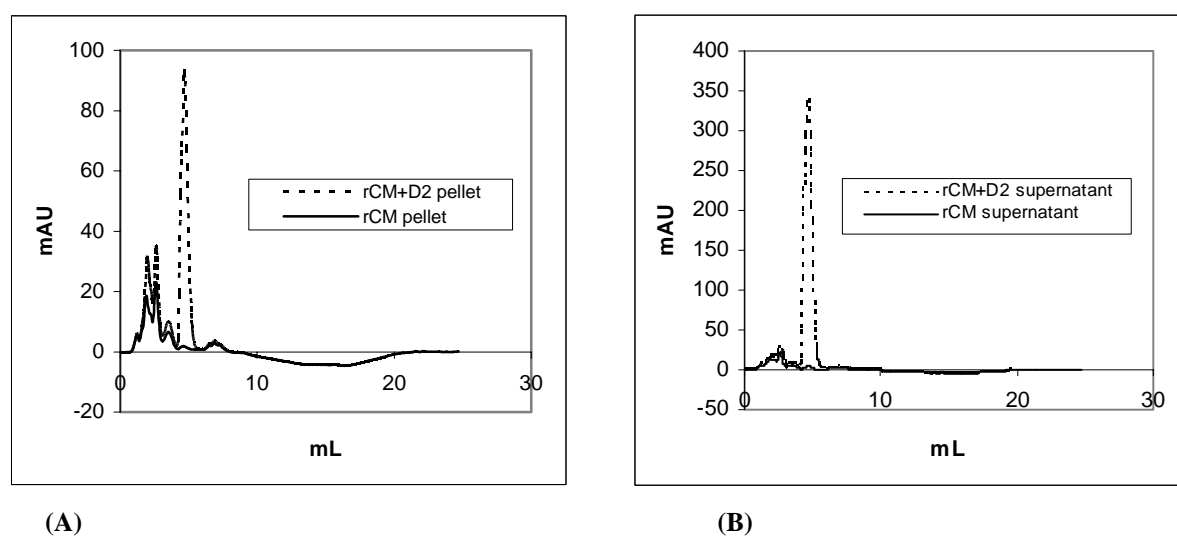 100
80
60
40
20
0
-20
mAU
0 10 20 30
mL
rCM+D2 pellet
rCM pellet
(A)
400
350
300
250
200
150
100
50
0
-50
mAU
0 10 20 30
mL
rCM+D2 supernatant
rCM supernatant
(B)